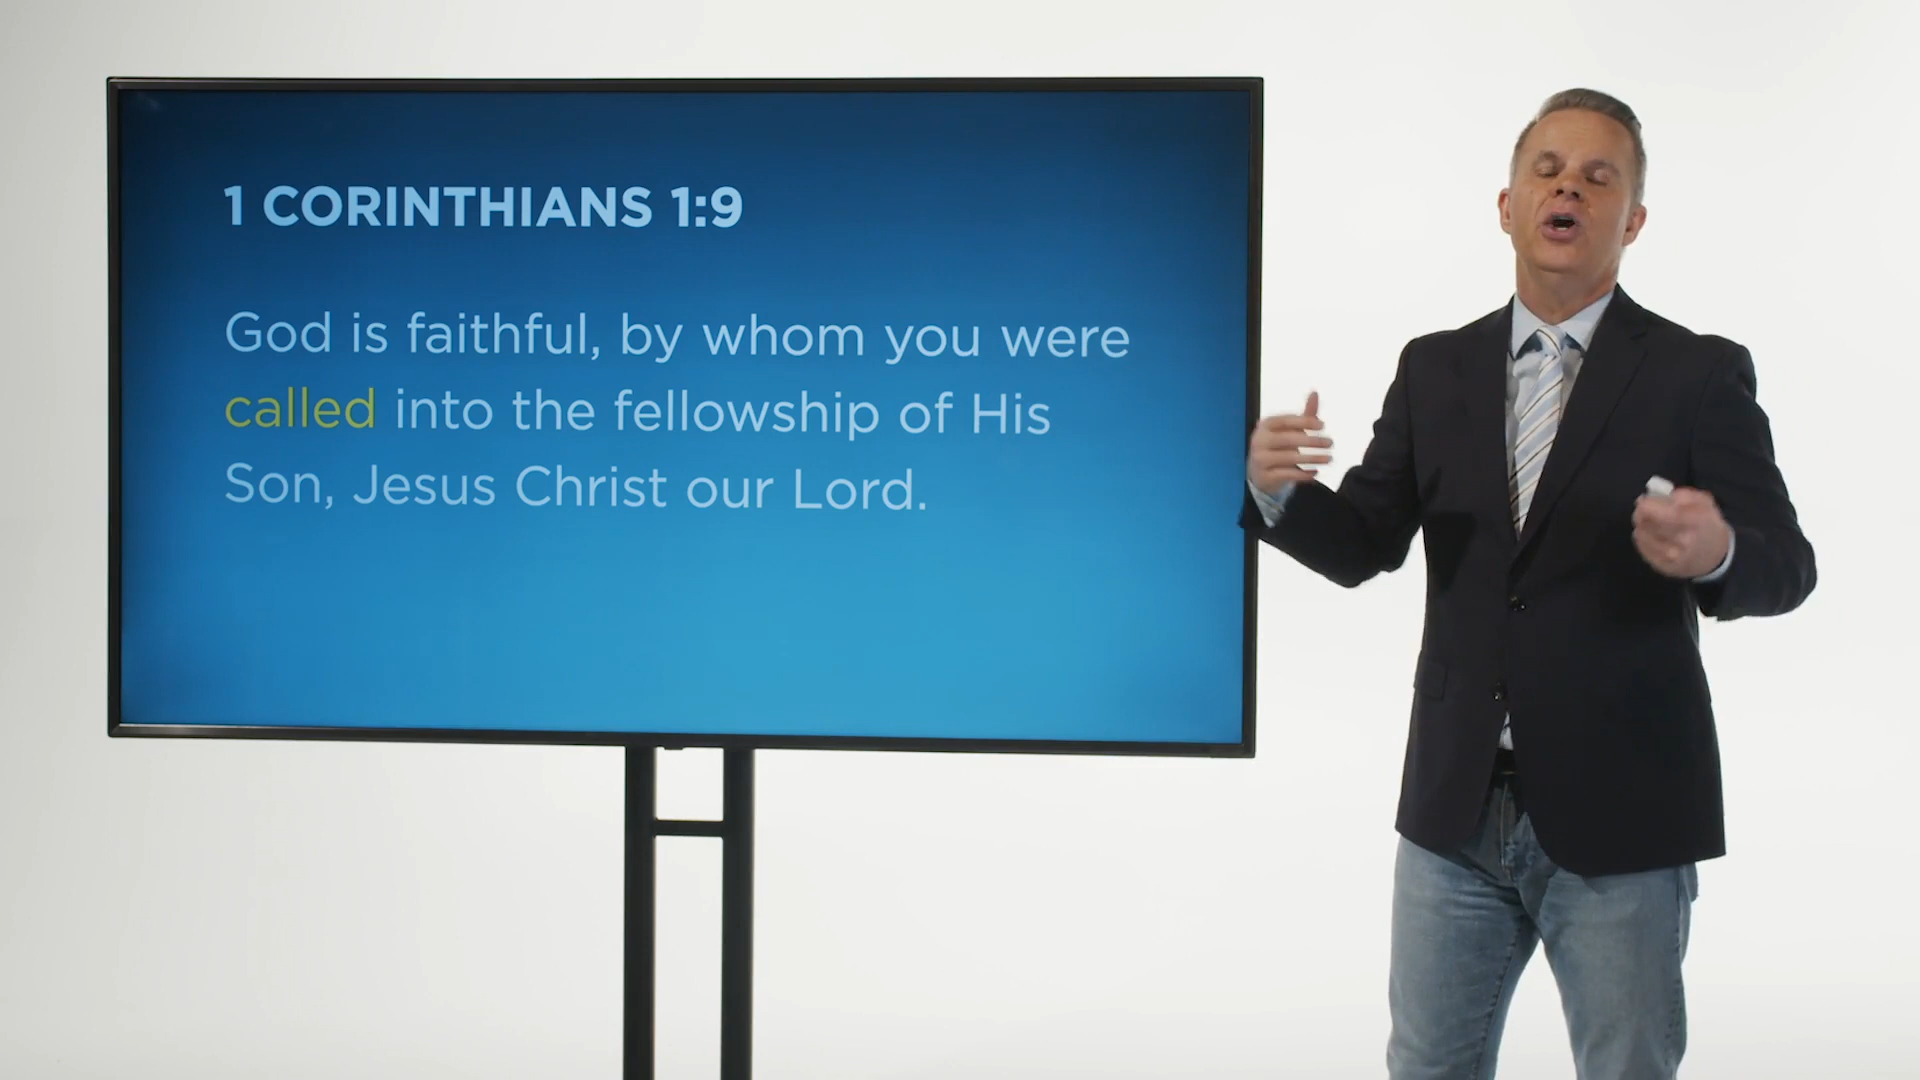 1 CORINTHIANS 1:9
God is faithful, by whom you were
called into the fellowship of His
Son, Jesus Christ our Lord.